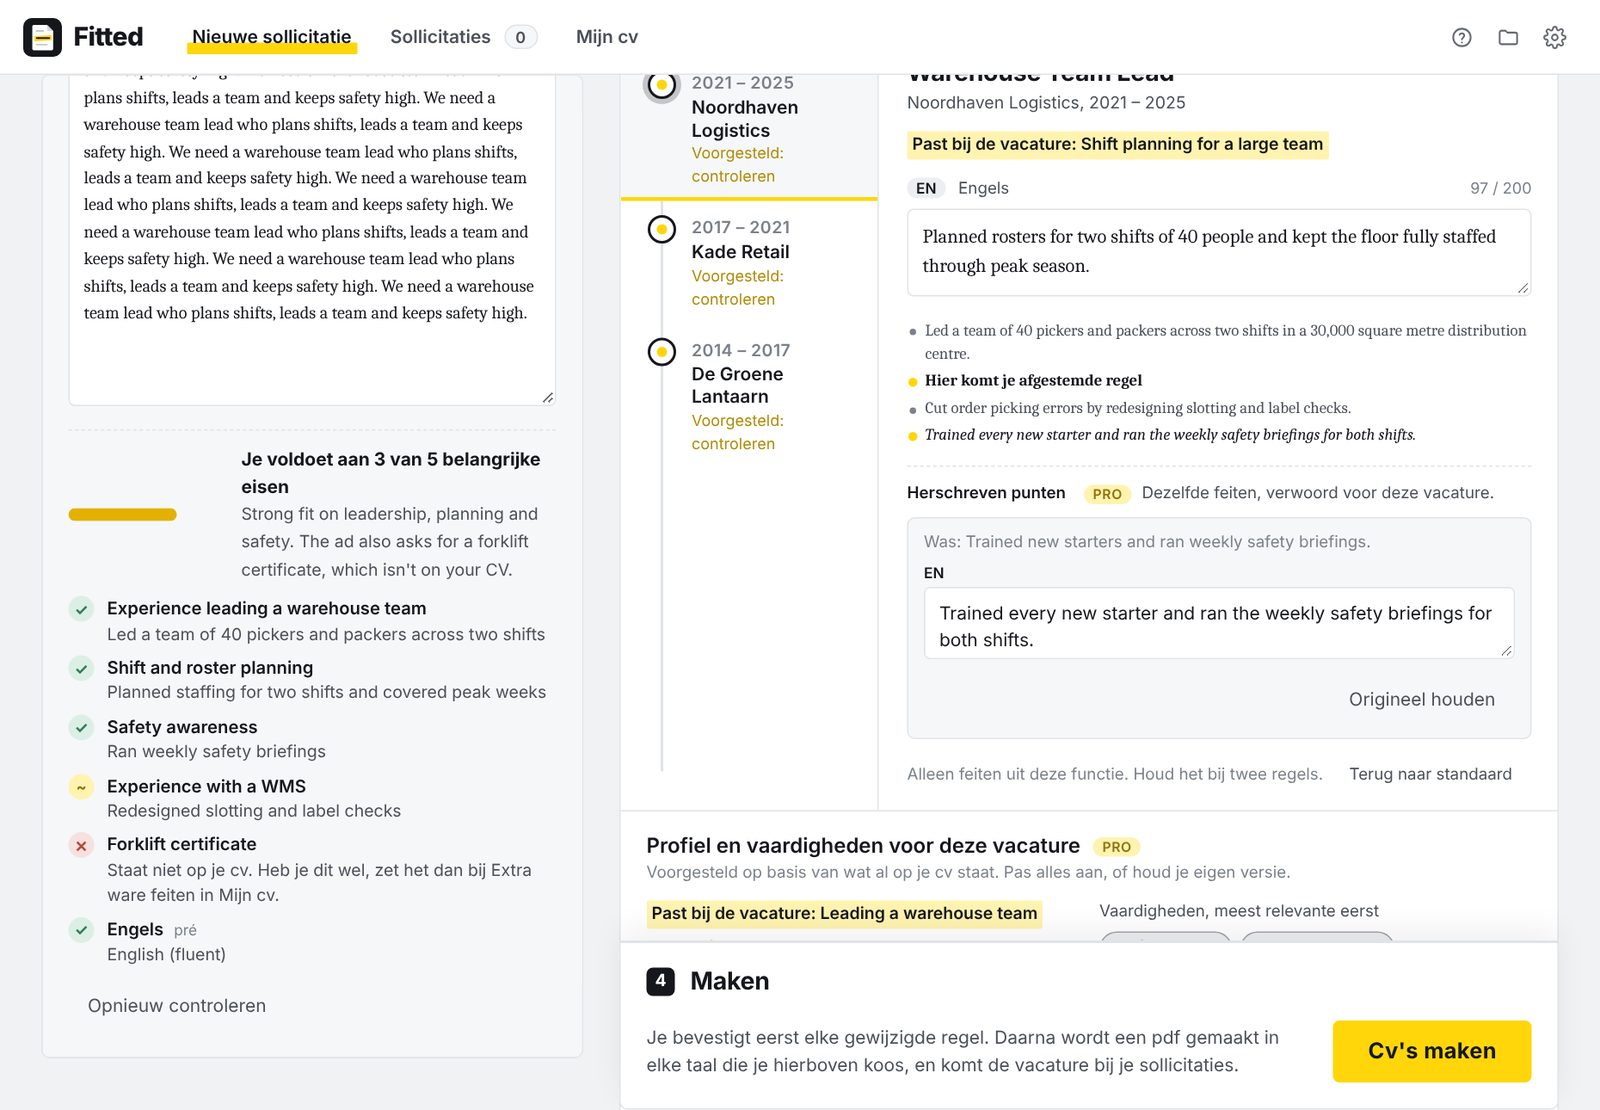 Fitted
Nieuwe sollicitatie
Sollicitaties 0
Mijn cv
plans shifts, leads a team and keeps safety high. We need a
warehouse team lead who plans shifts, leads a team and keeps
safety high. We need a warehouse team lead who plans shifts,
leads a team and keeps safety high. We need a warehouse team
lead who plans shifts, leads a team and keeps safety high. We
need a warehouse team lead who plans shifts, leads a team and
keeps safety high. We need a warehouse team lead who plans
shifts, leads a team and keeps safety high. We need a warehouse
team lead who plans shifts, leads a team and keeps safety high.
Je voldoet aan 3 van 5 belangrijke
eisen
Strong fit on leadership, planning and
safety. The ad also asks for a forklift
certificate, which isn't on your CV.
Experience leading a warehouse team
Led a team of 40 pickers and packers across two shifts
Shift and roster planning
Planned staffing for two shifts and covered peak weeks
Safety awareness
Ran weekly safety briefings
~ Experience with a WMS
Redesigned slotting and label checks
Forklift certificate
Staat niet op je cv. Heb je dit wel, zet het dan bij Extra
ware feiten in Mijn cv.
Engels pré
English (fluent)
Opnieuw controleren
2021 – 2025
Noordhaven
Logistics
Voorgesteld:
controleren
2017 – 2021
Kade Retail
Voorgesteld:
controleren
2014 – 2017
De Groene
Lantaarn
Voorgesteld:
controleren
Warehouse Team Lead
Noordhaven Logistics, 2021 – 2025
Past bij de vacature: Shift planning for a large team
EN Engels 97 / 200
Planned rosters for two shifts of 40 people and kept the floor fully staffed
through peak season.
Led a team of 40 pickers and packers across two shifts in a 30,000 square metre distribution
centre.
Hier komt je afgestemde regel
Cut order picking errors by redesigning slotting and label checks.
Trained every new starter and ran the weekly safety briefings for both shifts.
Herschreven punten PRO Dezelfde feiten, verwoord voor deze vacature.
Was: Trained new starters and ran weekly safety briefings.
EN
Trained every new starter and ran the weekly safety briefings for
both shifts.
Origineel houden
Alleen feiten uit deze functie. Houd het bij twee regels. Terug naar standaard
Profiel en vaardigheden voor deze vacature PRO
Voorgesteld op basis van wat al op je cv staat. Pas alles aan, of houd je eigen versie.
Past bij de vacature: Leading a warehouse team
Vaardigheden, meest relevante eerst
4 Maken
Je bevestigt eerst elke gewijzigde regel. Daarna wordt een pdf gemaakt in
elke taal die je hierboven koos, en komt de vacature bij je sollicitaties.
Cv's maken